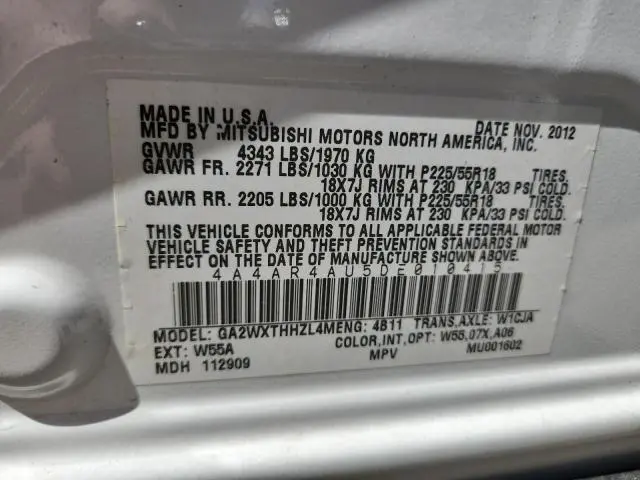 MADE IN U.S.A. DATE NOV. 2012
MFD BY MITSUBISHI MOTORS NORTH AMERICA, INC.
GVWR 4343 LBS/1970 KG
GAWR FR. 2271 LBS/1030 KG WITH P225/55R18 TIRES.
18X7J RIMS AT 230 KPA/33 PSI COLD.
GAWR RR. 2205 LBS/1000 KG WITH P225/55R18 TIRES.
18X7J RIMS AT 230 KPA/33 PSI COLD.
THIS VEHICLE CONFORMS TO ALL APPLICABLE FEDERAL MOTOR
VEHICLE SAFETY AND THEFT PREVENTION STANDARDS IN
EFFECT ON THE DATE OF MANUFACTURE SHOWN ABOVE.
4A4AR4AU5DE010415
MODEL: GA2WXTHHZL4MENG: 4B11 TRANS,AXLE: W1CJA
EXT: W55A COLOR,INT,OPT: W55,07X,A06
MDH 112909 MPV MU001602